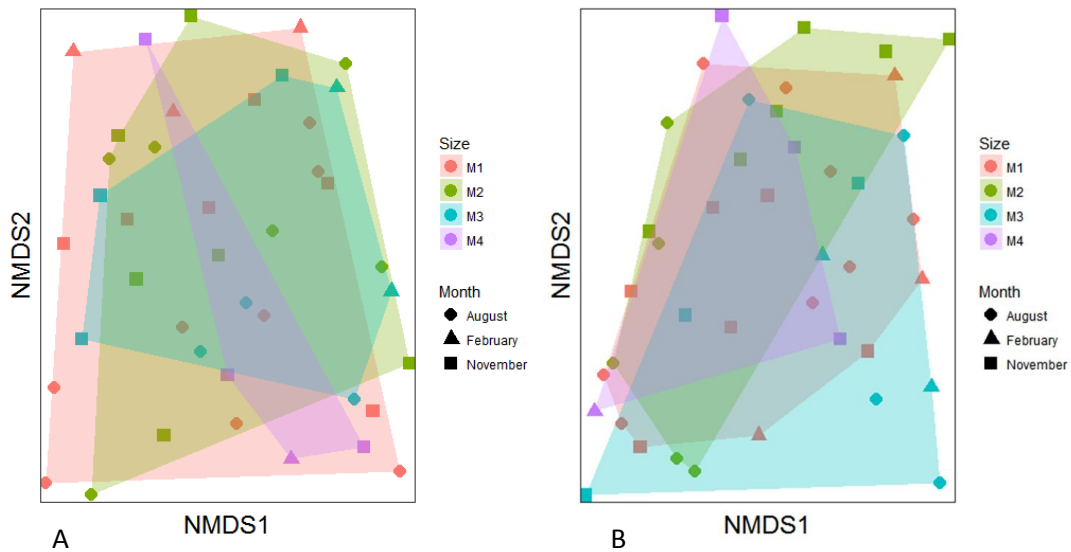 NMDS2
NMDS1
A
Size
M1
M2
M3
M4
Month
August
February
November
NMDS2
NMDS1
B
Size
M1
M2
M3
M4
Month
August
February
November